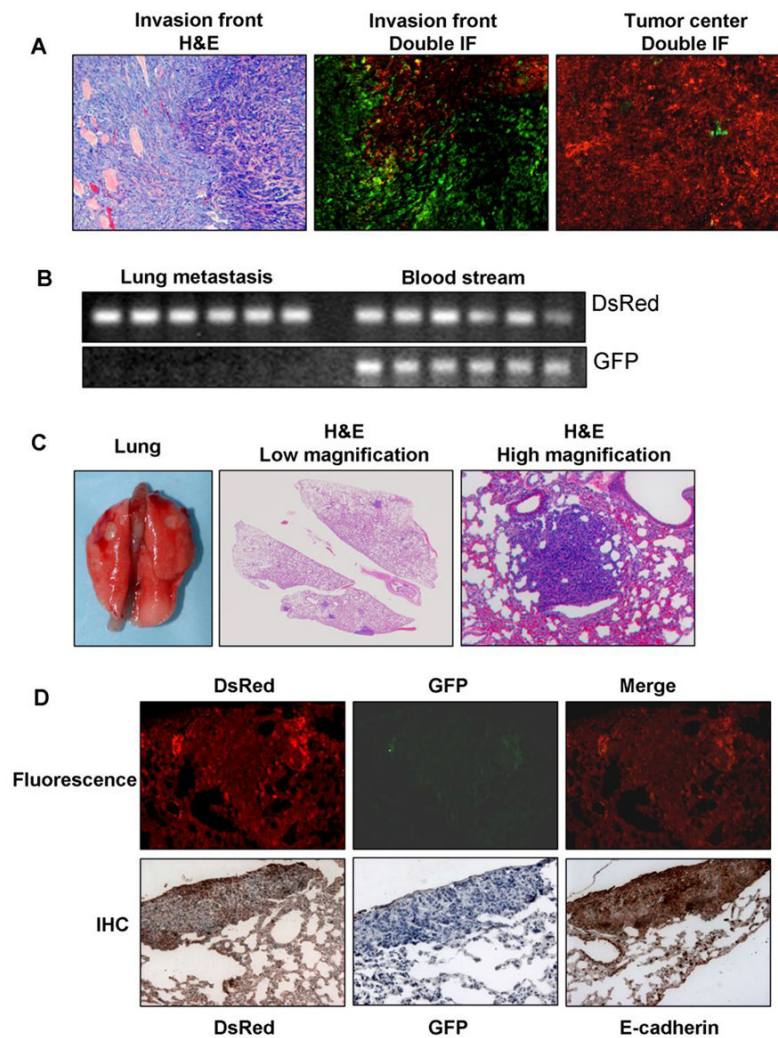 A
Invasion front
H&E
Invasion front
Double IF
Tumor center
Double IF
B
Lung metastasis
Blood stream
DsRed
GFP
C
Lung
H&E
Low magnification
H&E
High magnification
D
DsRed
GFP
Merge
Fluorescence
IHC
DsRed
GFP
E-cadherin